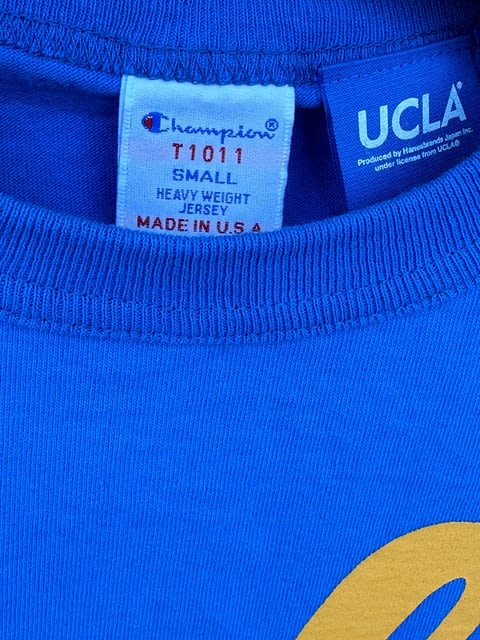 Champion®
T1011
SMALL
HEAVY WEIGHT
JERSEY
MADE IN U.S.A
UCLA®
Produced by Hanesbrands Japan Inc.
under license from UCLA®